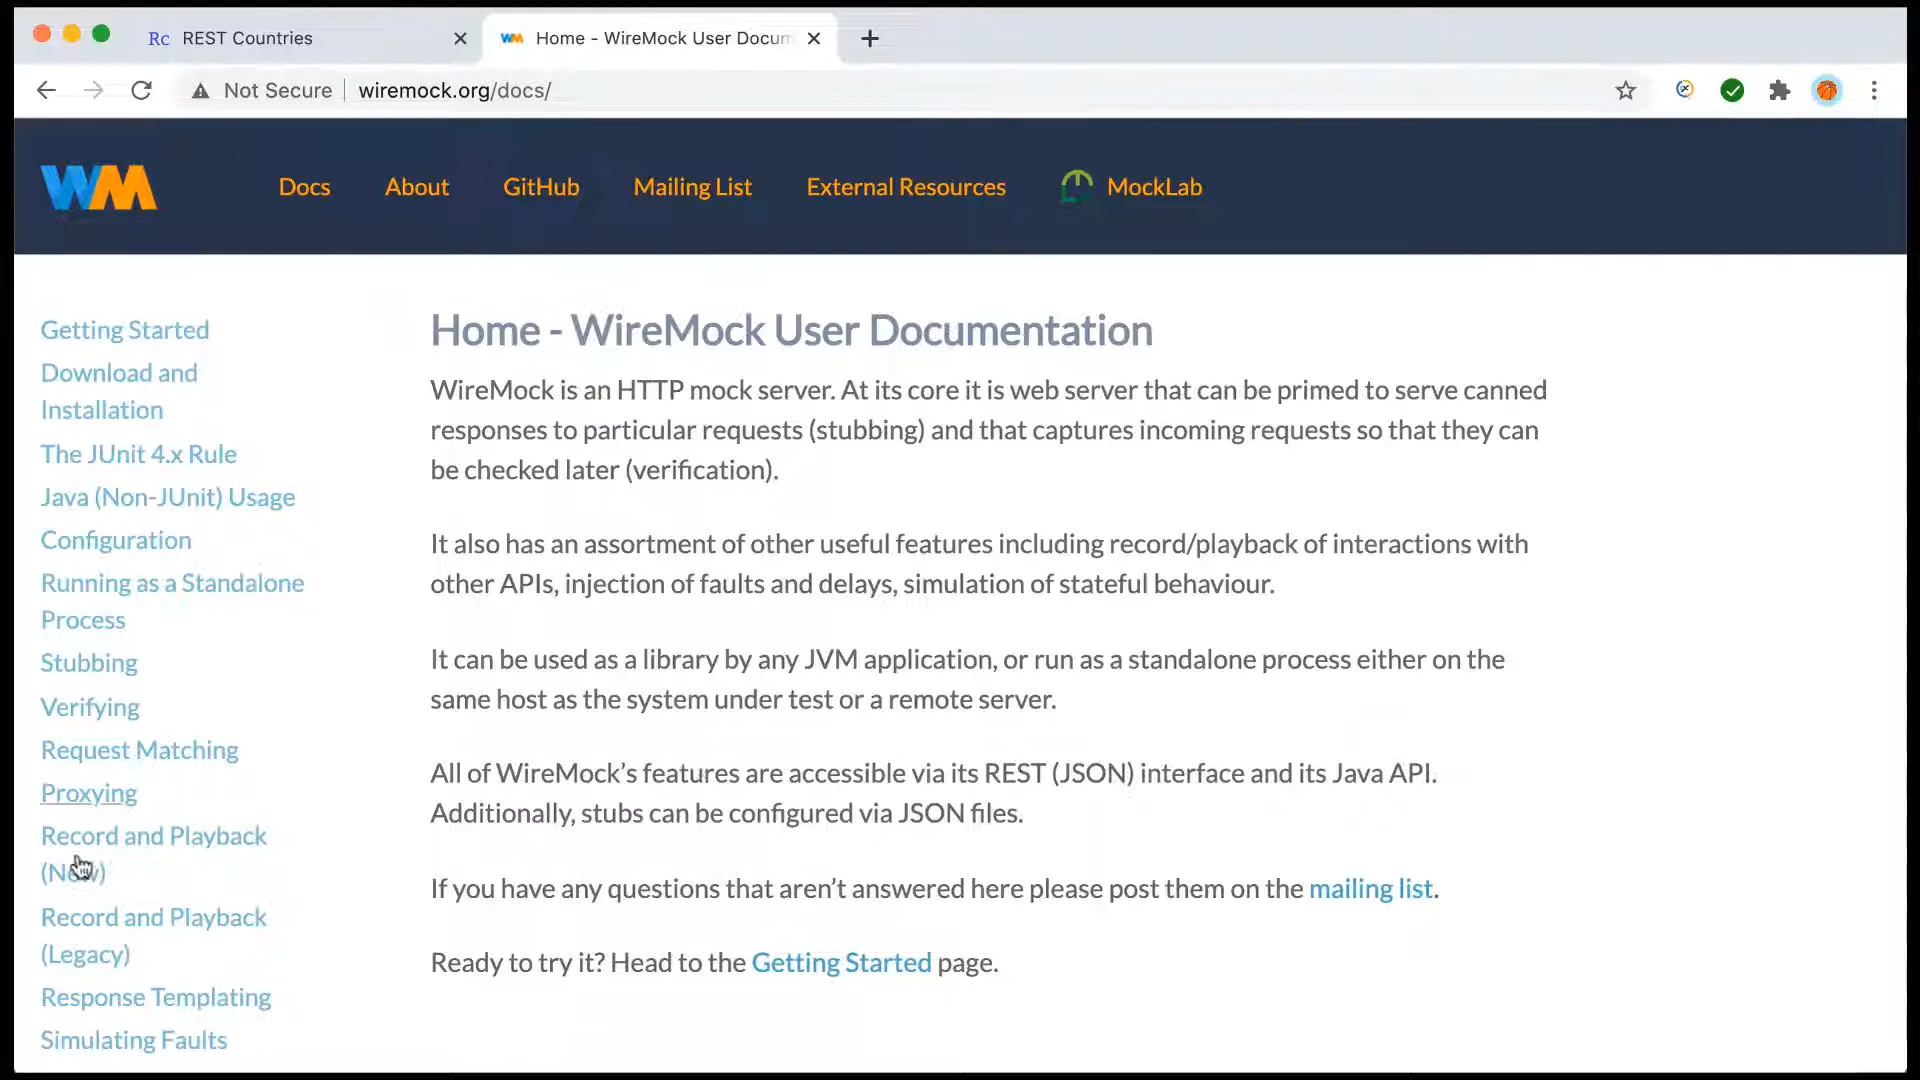 Rc REST Countries
WM Home - WireMock User Docum
Not Secure wiremock.org/docs/
WM Docs About GitHub Mailing List External Resources MockLab
Getting Started
Download and
Installation
The JUnit 4.x Rule
Java (Non-JUnit) Usage
Configuration
Running as a Standalone
Process
Stubbing
Verifying
Request Matching
Proxying
Record and Playback
(New)
Record and Playback
(Legacy)
Response Templating
Simulating Faults
Home - WireMock User Documentation
WireMock is an HTTP mock server. At its core it is web server that can be primed to serve canned
responses to particular requests (stubbing) and that captures incoming requests so that they can
be checked later (verification).
It also has an assortment of other useful features including record/playback of interactions with
other APIs, injection of faults and delays, simulation of stateful behaviour.
It can be used as a library by any JVM application, or run as a standalone process either on the
same host as the system under test or a remote server.
All of WireMock’s features are accessible via its REST (JSON) interface and its Java API.
Additionally, stubs can be configured via JSON files.
If you have any questions that aren’t answered here please post them on the mailing list.
Ready to try it? Head to the Getting Started page.